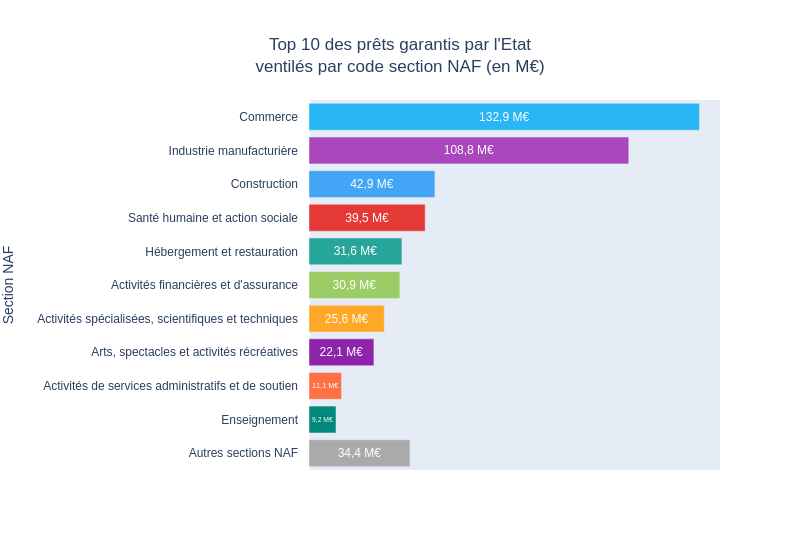 Top 10 des prêts garantis par l'Etat
ventilés par code section NAF (en M€)
Section NAF
Commerce 132,9 M€
Industrie manufacturière 108,8 M€
Construction 42,9 M€
Santé humaine et action sociale 39,5 M€
Hébergement et restauration 31,6 M€
Activités financières et d'assurance 30,9 M€
Activités spécialisées, scientifiques et techniques 25,6 M€
Arts, spectacles et activités récréatives 22,1 M€
Activités de services administratifs et de soutien 11,1 M€
Enseignement 9,2 M€
Autres sections NAF 34,4 M€